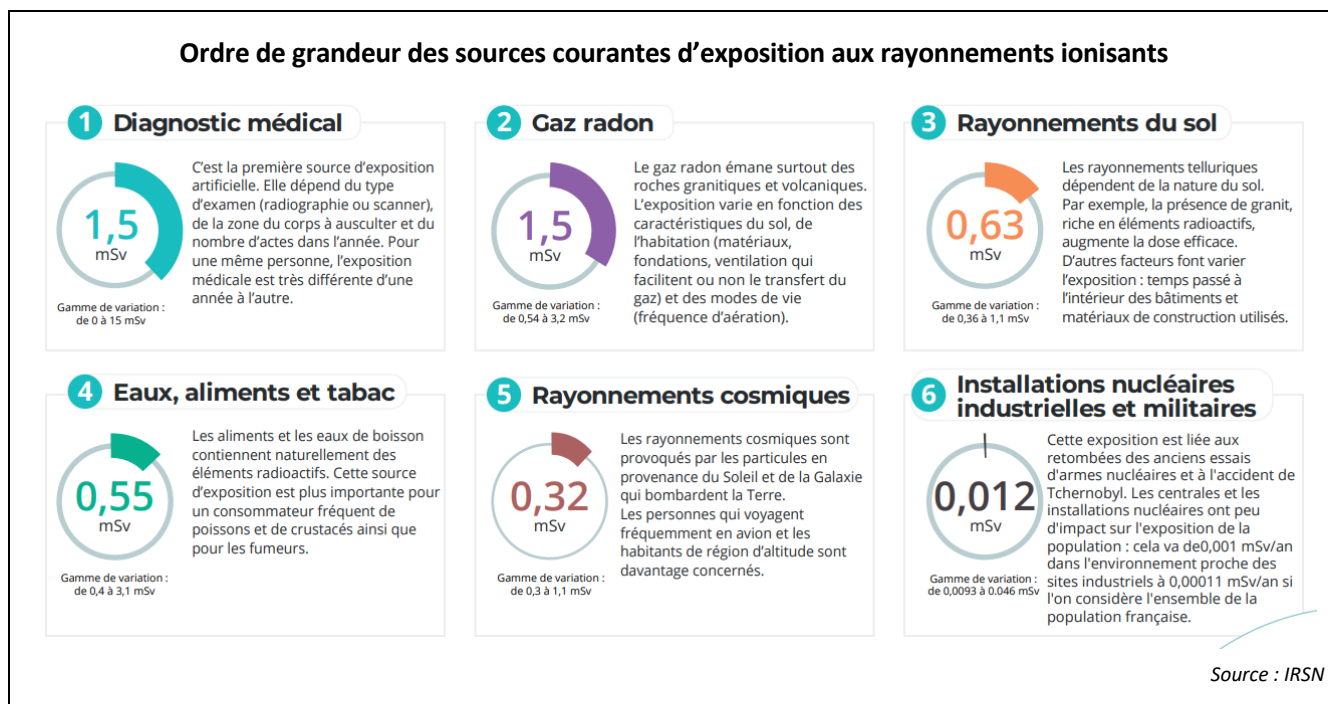 Ordre de grandeur des sources courantes d’exposition aux rayonnements ionisants
1 Diagnostic médical
1,5
mSv
Gamme de variation :
de 0 à 15 mSv
C’est la première source d’exposition
artificielle. Elle dépend du type
d’examen (radiographie ou scanner),
de la zone du corps à ausculter et du
nombre d’actes dans l’année. Pour
une même personne, l’exposition
médicale est très différente d’une
année à l’autre.
2 Gaz radon
1,5
mSv
Gamme de variation :
de 0,54 à 3,2 mSv
Le gaz radon émane surtout des
roches granitiques et volcaniques.
L’exposition varie en fonction des
caractéristiques du sol, de
l’habitation (matériaux,
fondations, ventilation qui
facilitent ou non le transfert du
gaz) et des modes de vie
(fréquence d’aération).
3 Rayonnements du sol
0,63
mSv
Gamme de variation :
de 0,36 à 1,1 mSv
Les rayonnements telluriques
dépendent de la nature du sol.
Par exemple, la présence de granit,
riche en éléments radioactifs,
augmente la dose efficace.
D’autres facteurs font varier
l’exposition : temps passé à
l’intérieur des bâtiments et
matériaux de construction utilisés.
4 Eaux, aliments et tabac
0,55
mSv
Gamme de variation :
de 0,4 à 3,1 mSv
Les aliments et les eaux de boisson
contiennent naturellement des
éléments radioactifs. Cette source
d’exposition est plus importante pour
un consommateur fréquent de
poissons et de crustacés ainsi que
pour les fumeurs.
5 Rayonnements cosmiques
0,32
mSv
Gamme de variation :
de 0,3 à 1,1 mSv
Les rayonnements cosmiques sont
provoqués par les particules en
provenance du Soleil et de la Galaxie
qui bombardent la Terre.
Les personnes qui voyagent
fréquemment en avion et les
habitants de région d’altitude sont
davantage concernés.
6 Installations nucléaires
industrielles et militaires
0,012
mSv
Gamme de variation :
de 0,0093 à 0.046 mSv
Cette exposition est liée aux
retombées des anciens essais
d'armes nucléaires et à l'accident de
Tchernobyl. Les centrales et les
installations nucléaires ont peu
d'impact sur l'exposition de la
population : cela va de0,001 mSv/an
dans l'environnement proche des
sites industriels à 0,00011 mSv/an si
l'on considère l'ensemble de la
population française.
Source : IRSN